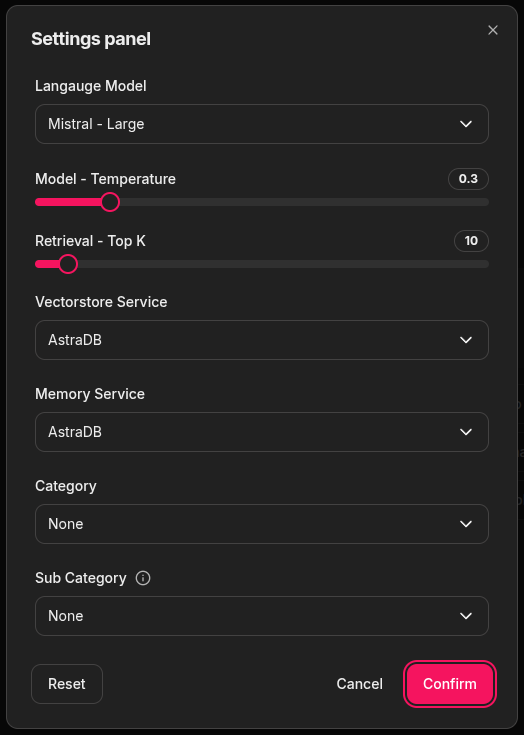 Settings panel
Langauge Model
Mistral - Large
Model - Temperature 0.3
Retrieval - Top K 10
Vectorstore Service
AstraDB
Memory Service
AstraDB
Category
None
Sub Category
None
Reset Cancel Confirm